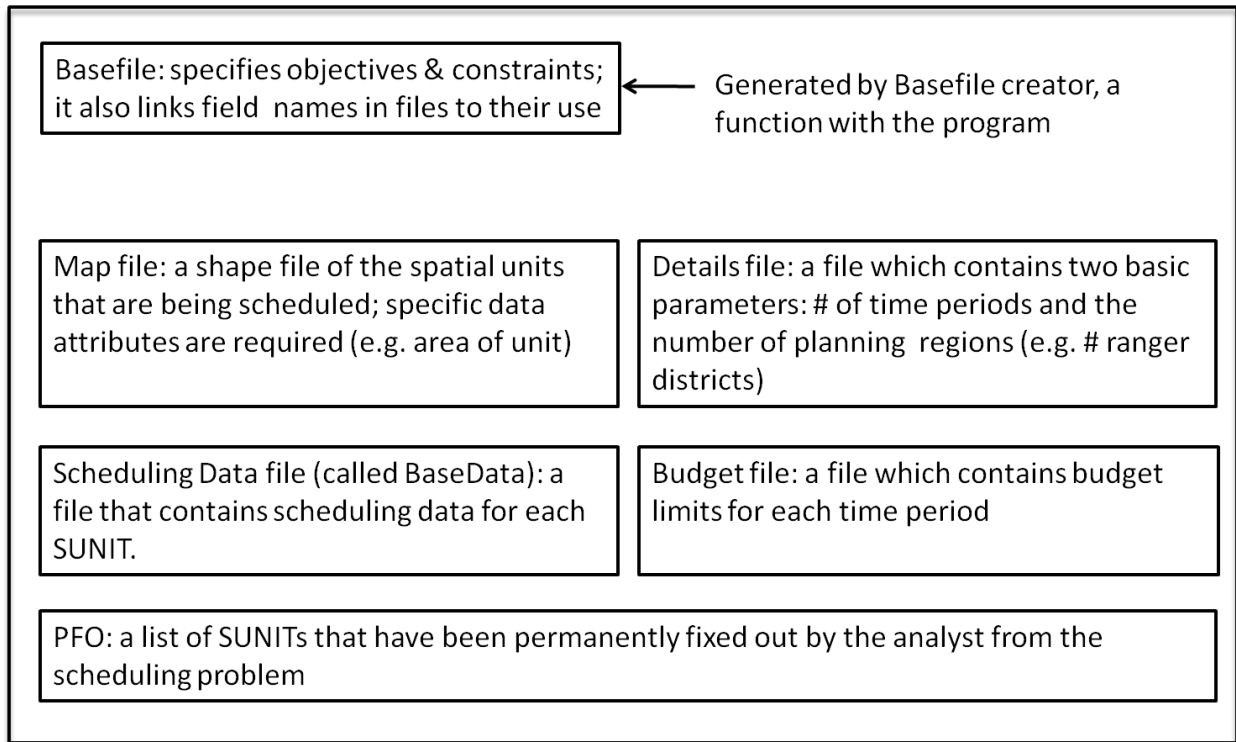 Basefile: specifies objectives & constraints;
it also links field names in files to their use
Generated by Basefile creator, a
function with the program
Map file: a shape file of the spatial units
that are being scheduled; specific data
attributes are required (e.g. area of unit)
Details file: a file which contains two basic
parameters: # of time periods and the
number of planning regions (e.g. # ranger
districts)
Scheduling Data file (called BaseData): a
file that contains scheduling data for each
SUNIT.
Budget file: a file which contains budget
limits for each time period
PFO: a list of SUNITs that have been permanently fixed out by the analyst from the
scheduling problem